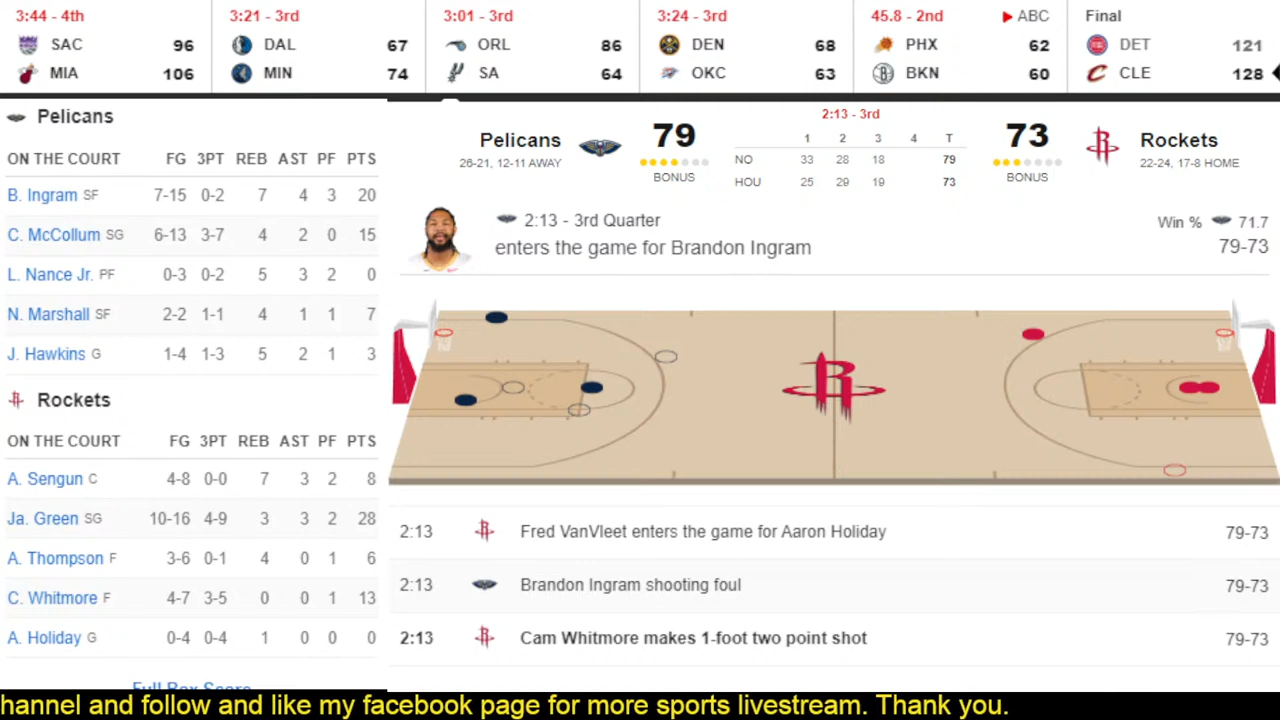 3:44 - 4th
SAC 96
MIA 106
3:21 - 3rd
DAL 67
MIN 74
3:01 - 3rd
ORL 86
SA 64
3:24 - 3rd
DEN 68
OKC 63
45.8 - 2nd ABC
PHX 62
BKN 60
Final
DET 121
CLE 128
Pelicans
ON THE COURT FG 3PT REB AST PF PTS
B. Ingram SF 7-15 0-2 7 4 3 20
C. McCollum SG 6-13 3-7 4 2 0 15
L. Nance Jr. PF 0-3 0-2 5 3 2 0
N. Marshall SF 2-2 1-1 4 1 1 7
J. Hawkins G 1-4 1-3 5 2 1 3
Rockets
ON THE COURT FG 3PT REB AST PF PTS
A. Sengun C 4-8 0-0 7 3 2 8
Ja. Green SG 10-16 4-9 3 3 2 28
A. Thompson F 3-6 0-1 4 0 1 6
C. Whitmore F 4-7 3-5 0 0 1 13
A. Holiday G 0-4 0-4 1 0 0 0
Full Box Score
Pelicans
26-21, 12-11 AWAY
79
BONUS
2:13 - 3rd
1 2 3 4 T
NO 33 28 18 79
HOU 25 29 19 73
73
BONUS
Rockets
22-24, 17-8 HOME
2:13 - 3rd Quarter
enters the game for Brandon Ingram
Win % 71.7
79-73
2:13 Fred VanVleet enters the game for Aaron Holiday 79-73
2:13 Brandon Ingram shooting foul 79-73
2:13 Cam Whitmore makes 1-foot two point shot 79-73
hannel and follow and like my facebook page for more sports livestream. Thank you.